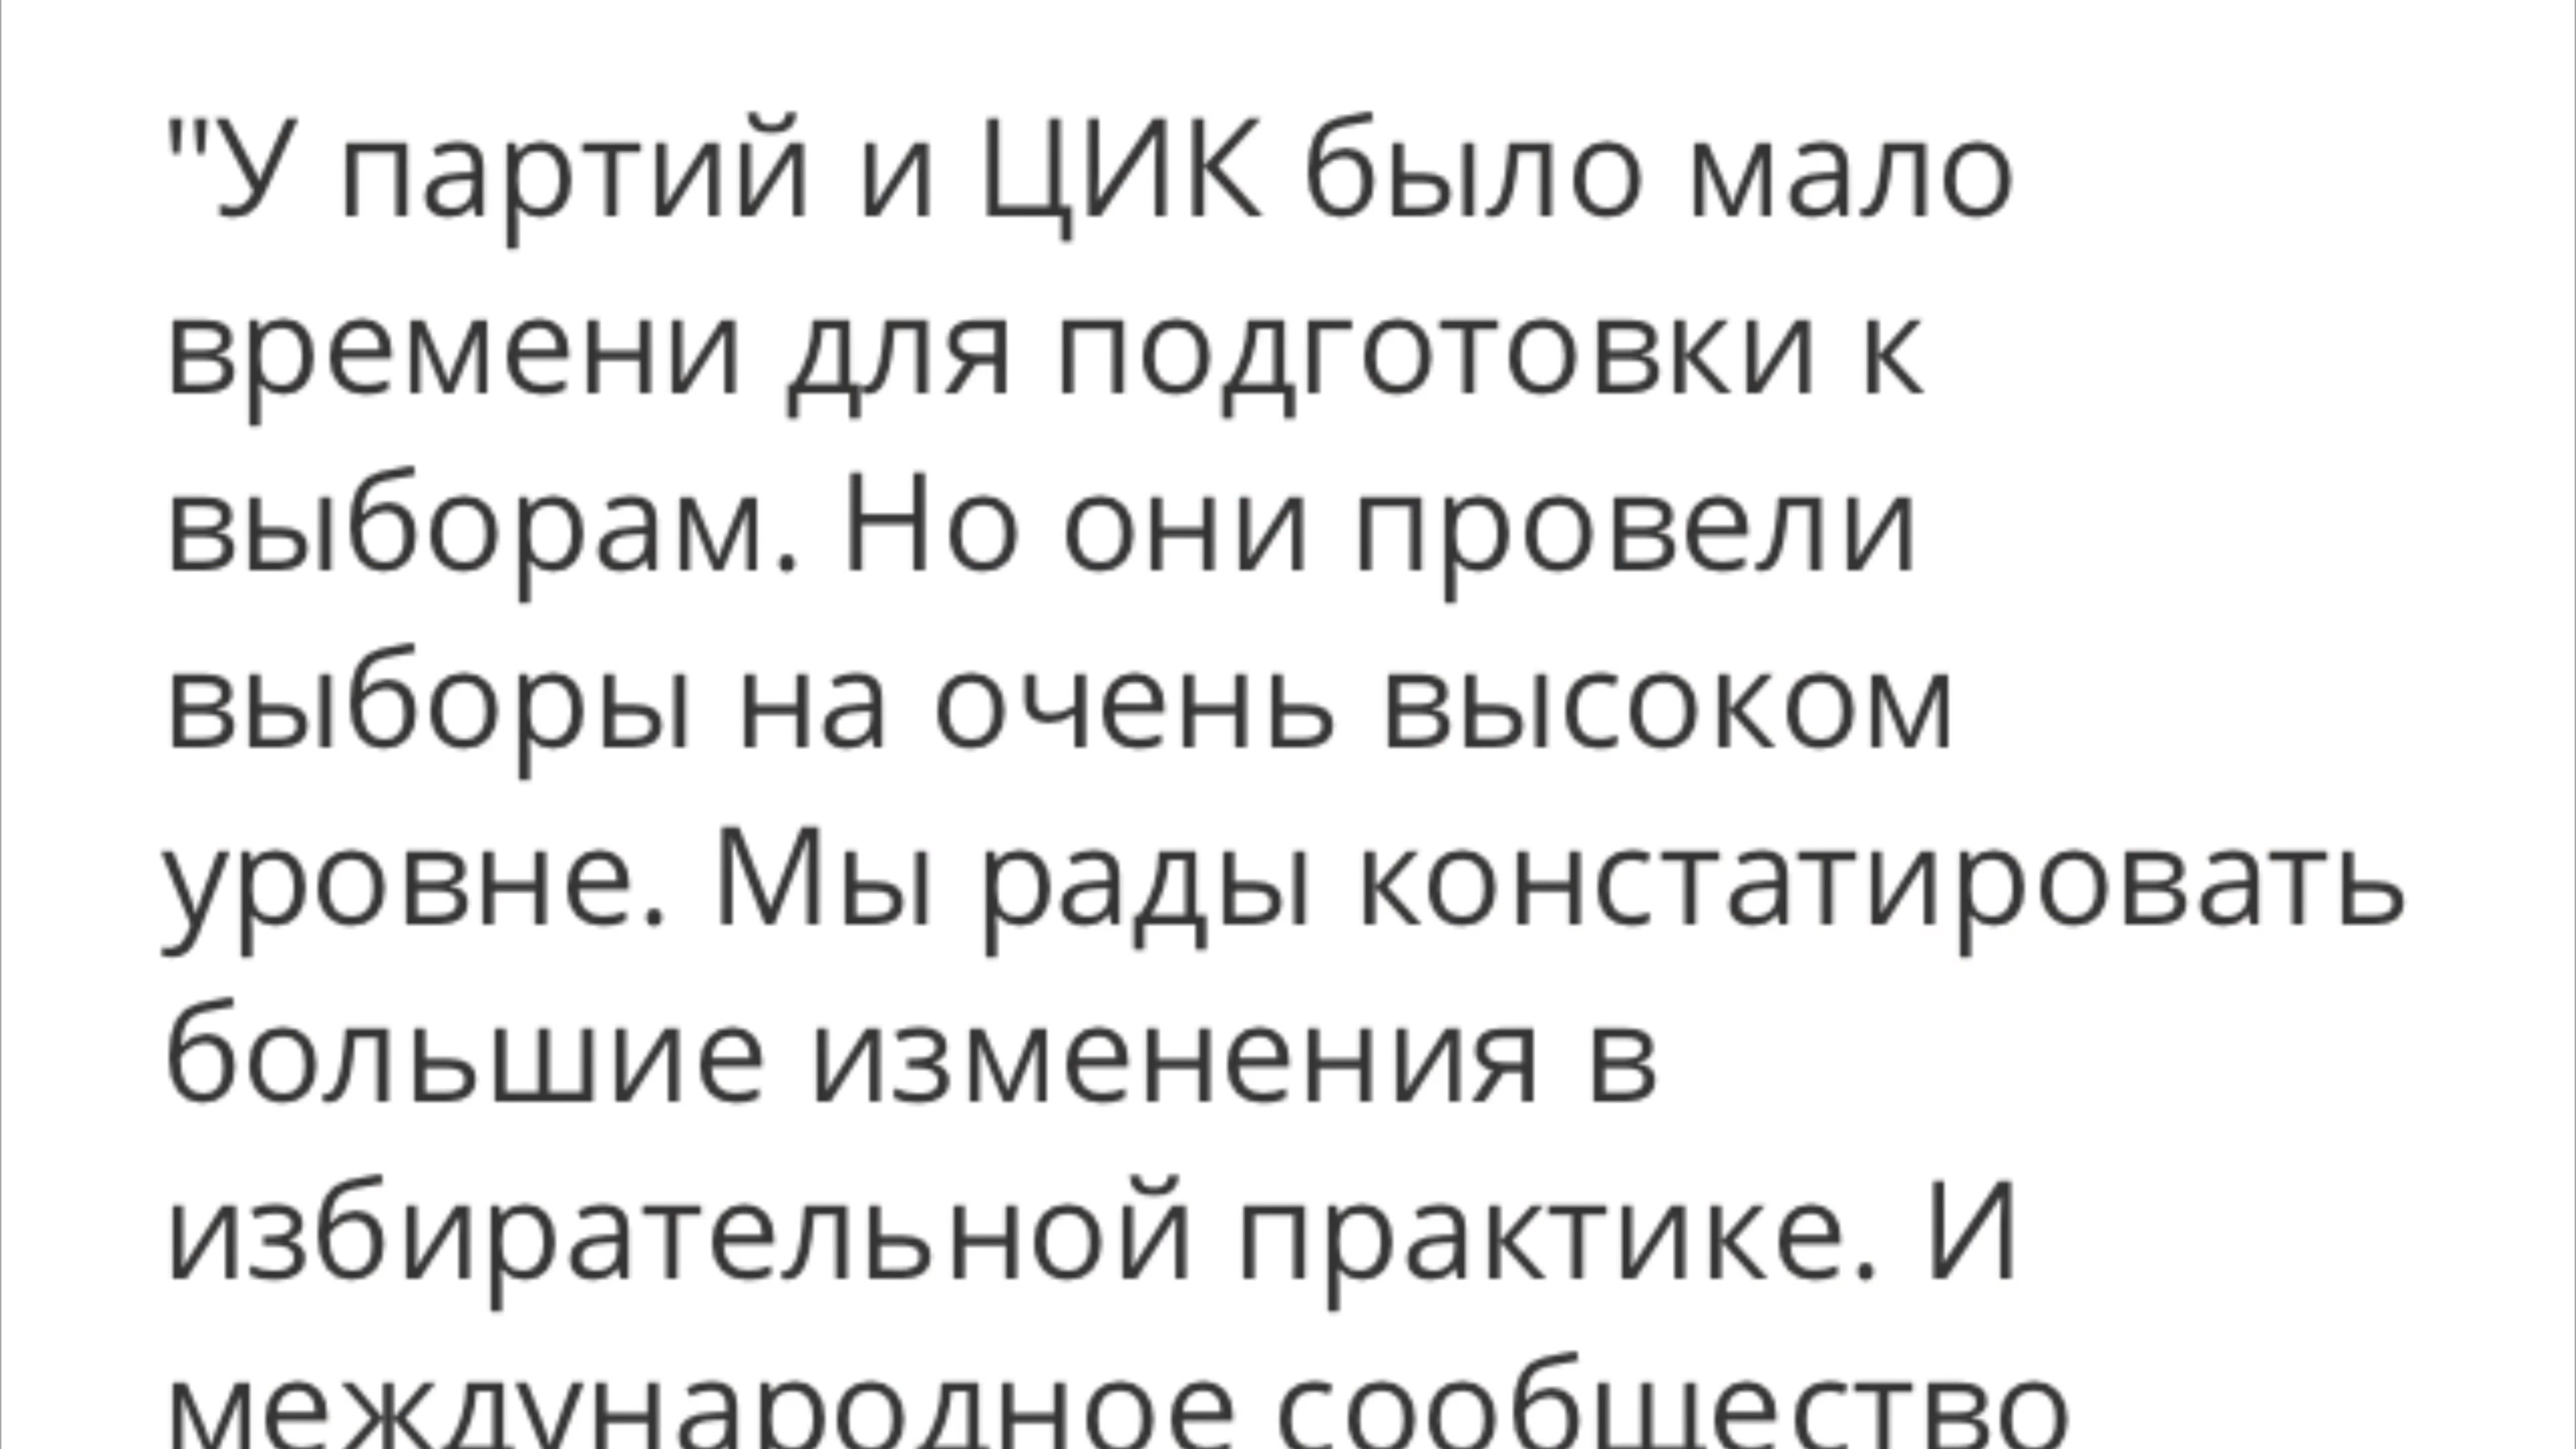 "У партий и ЦИК было мало
времени для подготовки к
выборам. Но они провели
выборы на очень высоком
уровне. Мы рады констатировать
большие изменения в
избирательной практике. И
международное сообщество